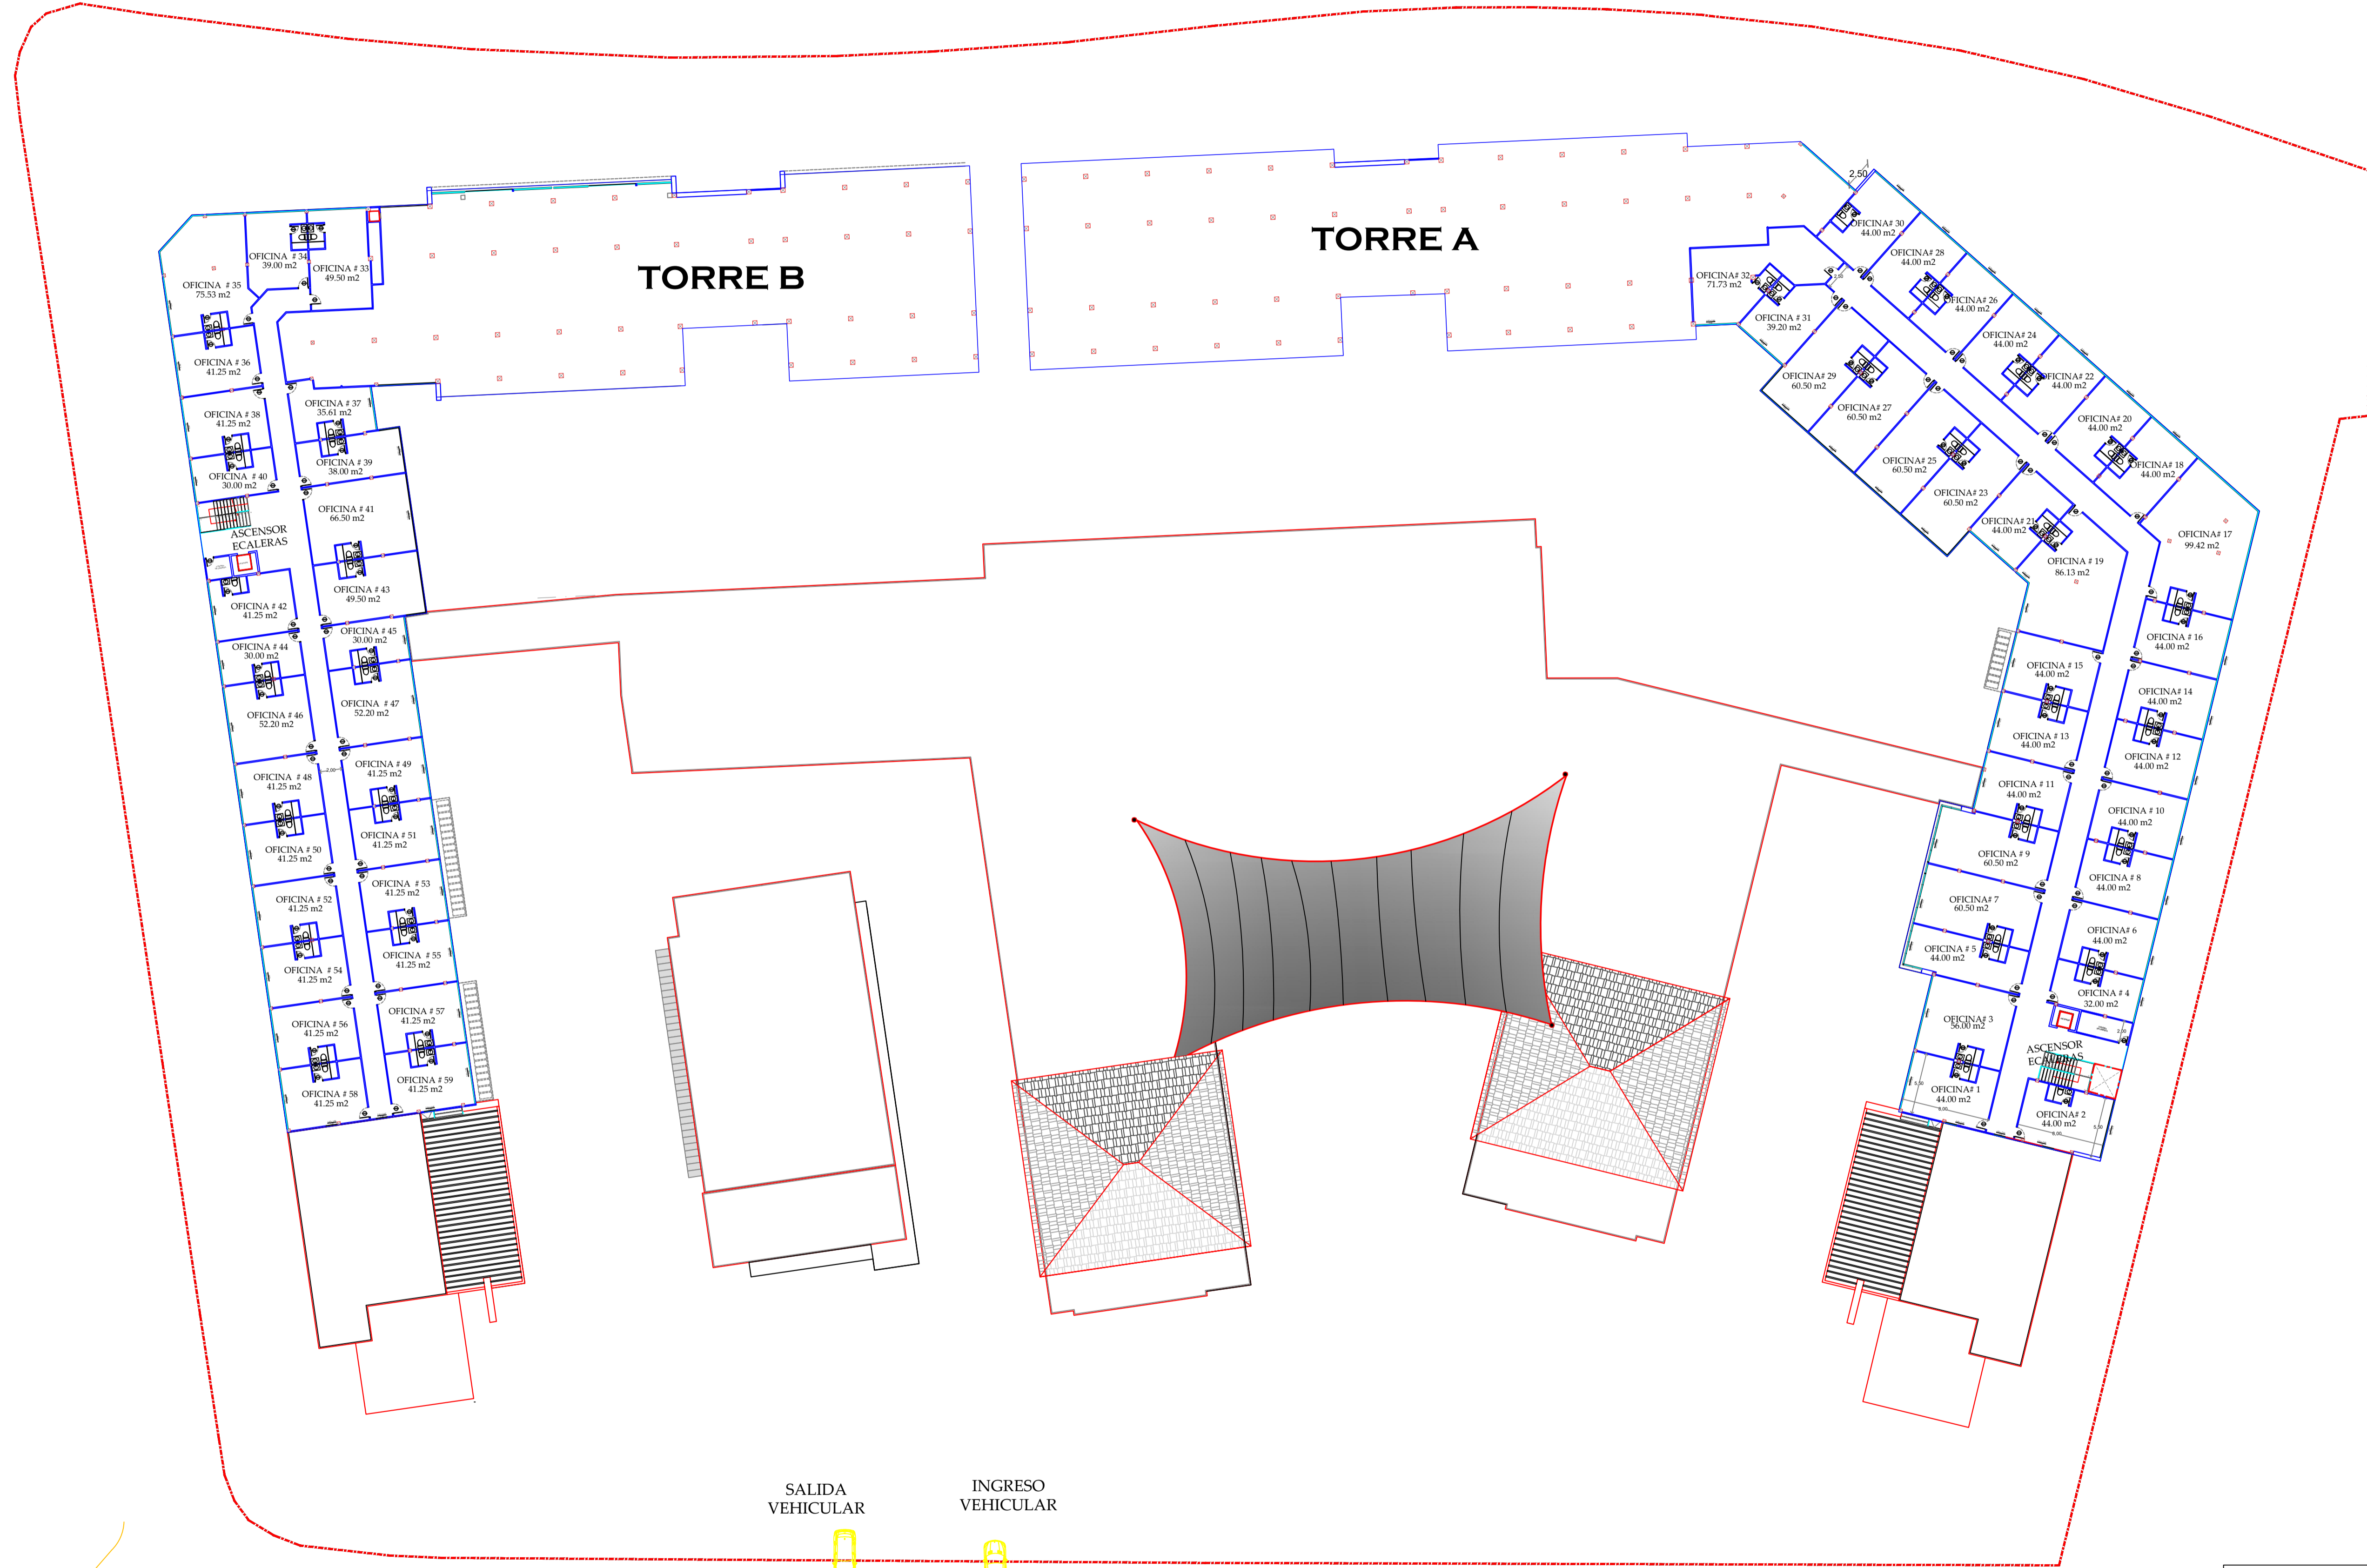 TORRE B
TORRE A
2,50
OFICINA # 34
39.00 m2
OFICINA # 33
49.50 m2
OFICINA # 35
75.53 m2
OFICINA # 36
41.25 m2
OFICINA # 37
35.61 m2
OFICINA # 38
41.25 m2
OFICINA # 39
38.00 m2
OFICINA # 40
30.00 m2
OFICINA # 41
66.50 m2
ASCENSOR
ECALERAS
OFICINA # 42
41.25 m2
OFICINA # 43
49.50 m2
OFICINA # 45
30.00 m2
OFICINA # 44
30.00 m2
OFICINA # 46
52.20 m2
OFICINA # 47
52.20 m2
2,00
OFICINA # 48
41.25 m2
OFICINA # 49
41.25 m2
OFICINA # 50
41.25 m2
OFICINA # 51
41.25 m2
OFICINA # 52
41.25 m2
OFICINA # 53
41.25 m2
OFICINA # 54
41.25 m2
OFICINA # 55
41.25 m2
OFICINA # 56
41.25 m2
OFICINA # 57
41.25 m2
OFICINA # 58
41.25 m2
OFICINA # 59
41.25 m2
OFICINA# 30
44.00 m2
OFICINA# 28
44.00 m2
OFICINA# 32
71.73 m2
2,50
OFICINA# 26
44.00 m2
OFICINA # 31
39.20 m2
OFICINA# 24
44.00 m2
OFICINA# 29
60.50 m2
OFICINA# 22
44.00 m2
OFICINA# 27
60.50 m2
OFICINA# 20
44.00 m2
OFICINA# 25
60.50 m2
OFICINA# 18
44.00 m2
OFICINA# 23
60.50 m2
OFICINA# 21
44.00 m2
OFICINA # 17
99.42 m2
OFICINA # 19
86.13 m2
OFICINA # 16
44.00 m2
OFICINA # 15
44.00 m2
OFICINA# 14
44.00 m2
OFICINA # 13
44.00 m2
OFICINA # 12
44.00 m2
OFICINA # 11
44.00 m2
OFICINA # 10
44.00 m2
OFICINA # 9
60.50 m2
OFICINA # 8
44.00 m2
OFICINA# 7
60.50 m2
OFICINA# 6
44.00 m2
OFICINA # 5
44.00 m2
OFICINA # 4
32.00 m2
OFICINA# 3
56.00 m2
2,00
ASCENSOR
ECALERAS
OFICINA# 1
44.00 m2
5,50
8,00
OFICINA# 2
44.00 m2
5,50
8,00
SALIDA
VEHICULAR
INGRESO
VEHICULAR